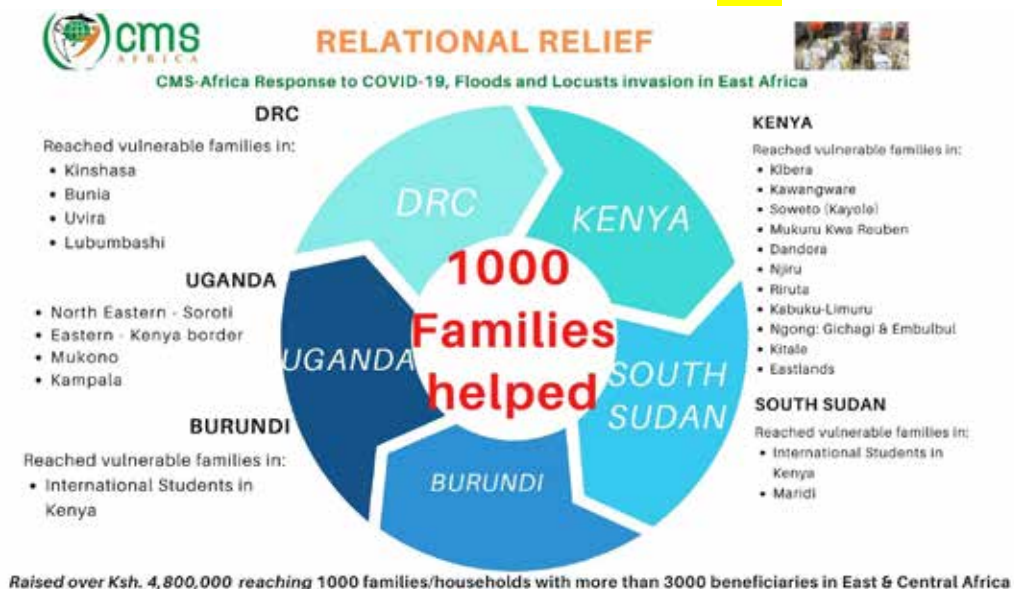 cms
AFRICA
RELATIONAL RELIEF
CMS-Africa Response to COVID-19, Floods and Locusts invasion in East Africa
DRC
Reached vulnerable families in:
• Kinshasa
• Bunia
• Uvira
• Lubumbashi
UGANDA
• North Eastern - Soroti
• Eastern - Kenya border
• Mukono
• Kampala
BURUNDI
Reached vulnerable families in:
• International Students in
Kenya
DRC
KENYA
SOUTH
SUDAN
BURUNDI
UGANDA
1000
Families
helped
KENYA
Reached vulnerable families in:
• Kibera
• Kawangware
• Soweto (Kayole)
• Mukuru Kwa Reuben
• Dandora
• Njiru
• Riruta
• Kabuku-Limuru
• Ngong: Gichagi & Embulbul
• Kitale
• Eastlands
SOUTH SUDAN
Reached vulnerable families in:
• International Students in
Kenya
• Maridi
Raised over Ksh. 4,800,000 reaching 1000 families/households with more than 3000 beneficiaries in East & Central Africa